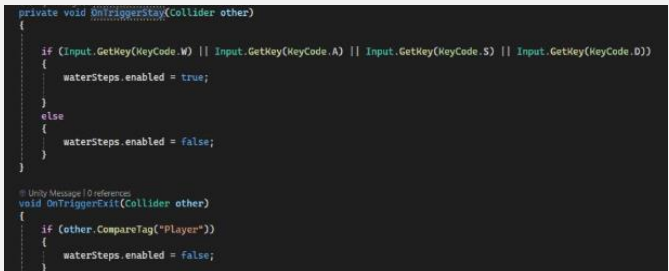 private void OnTriggerStay(Collider other)
{
if (Input.GetKey(KeyCode.W) || Input.GetKey(KeyCode.A) || Input.GetKey(KeyCode.S) || Input.GetKey(KeyCode.D))
{
waterSteps.enabled = true;
}
else
{
waterSteps.enabled = false;
}
}
Unity Message | 0 references
void OnTriggerExit(Collider other)
{
if (other.CompareTag("Player"))
{
waterSteps.enabled = false;
}